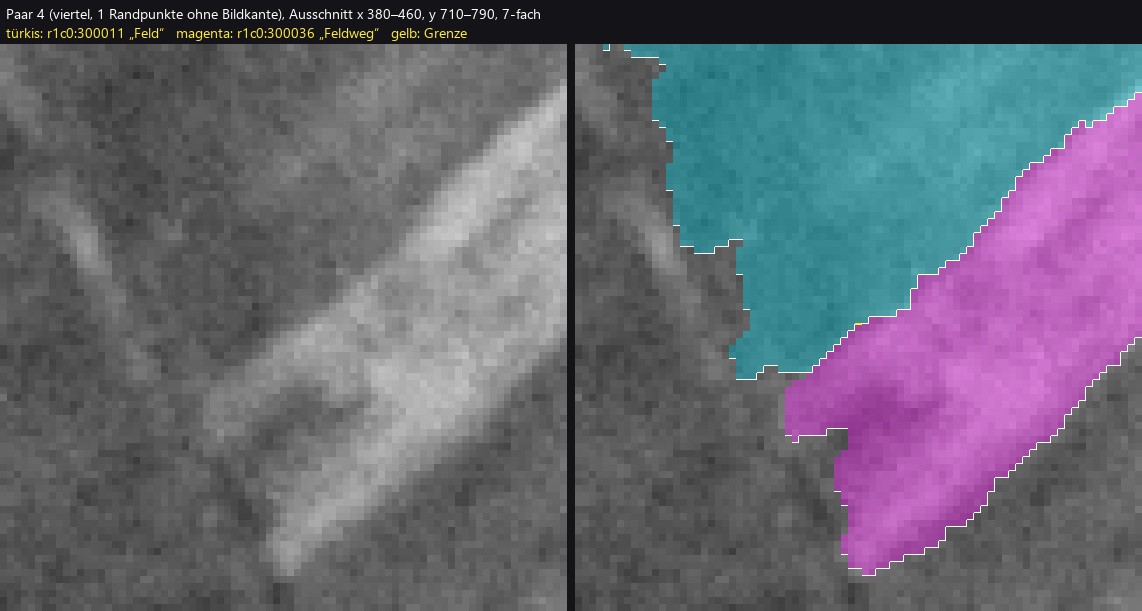 Paar 4 (viertel, 1 Randpunkte ohne Bildkante), Ausschnitt x 380–460, y 710–790, 7-fach
türkis: r1c0:300011 „Feld“ magenta: r1c0:300036 „Feldweg“ gelb: Grenze